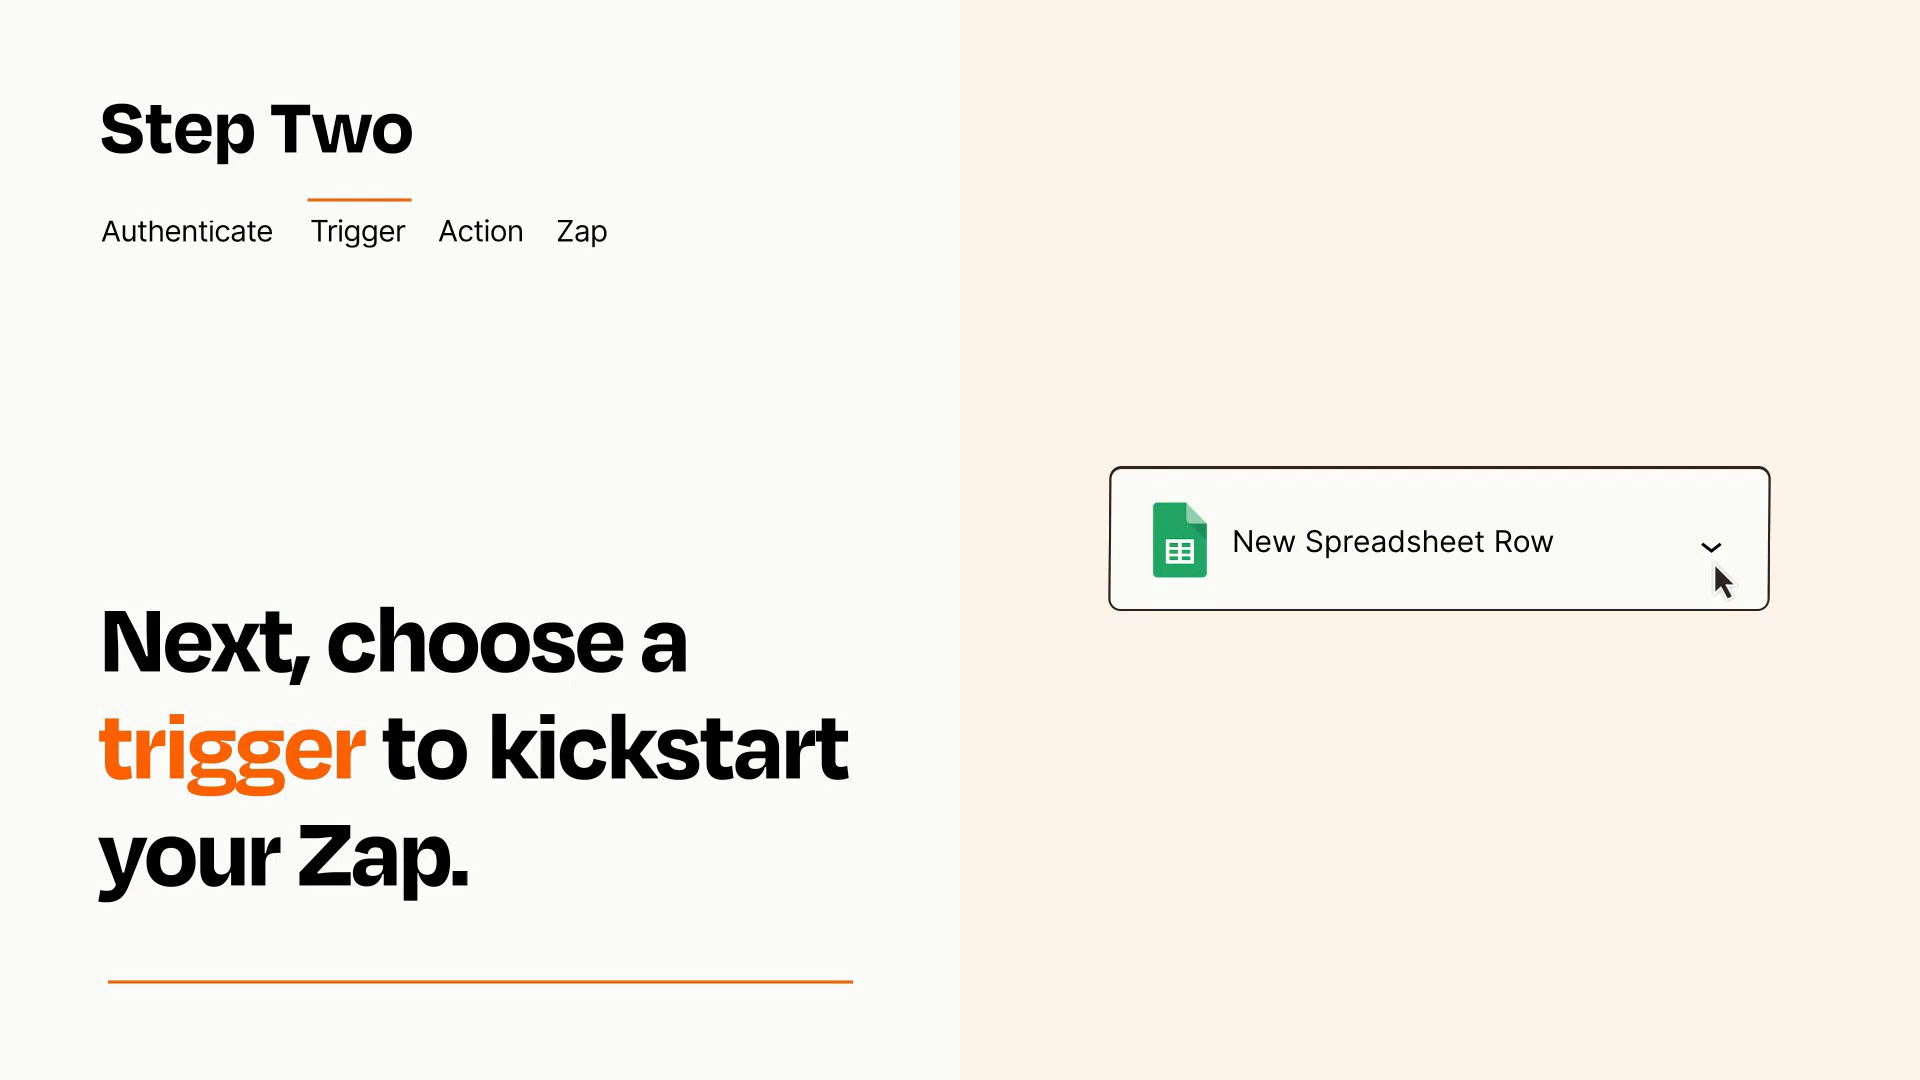 Step Two
Authenticate Trigger Action Zap
Next, choose a
trigger to kickstart
your Zap.
New Spreadsheet Row